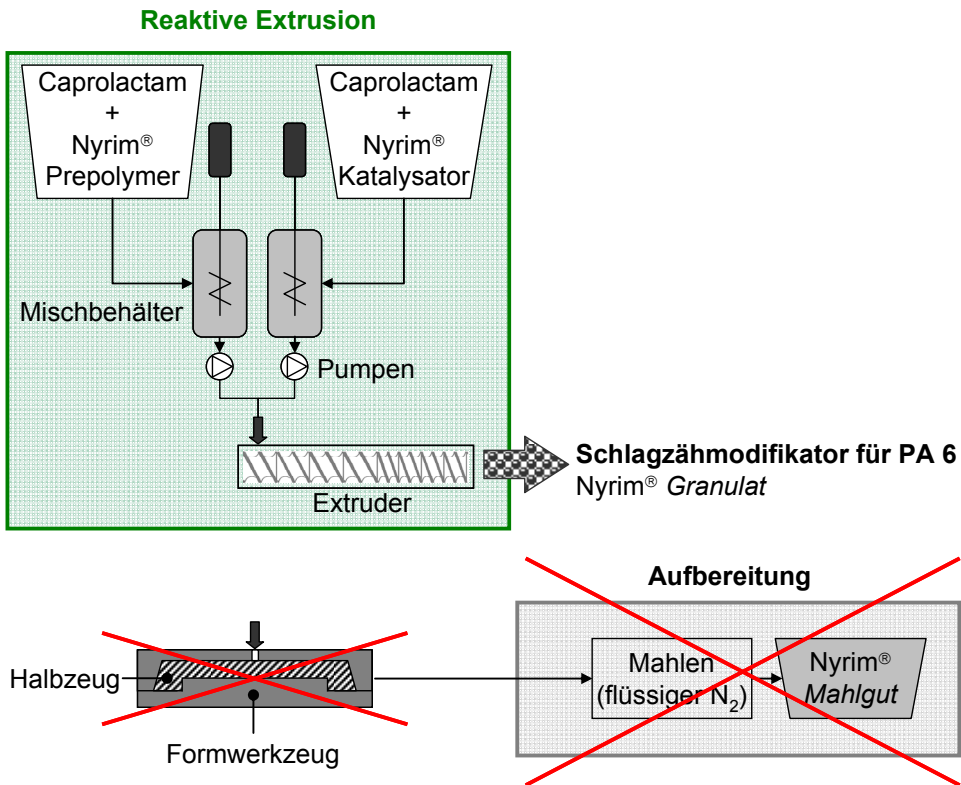 Reaktive Extrusion
Caprolactam
+
Nyrim®
Prepolymer
Caprolactam
+
Nyrim®
Katalysator
Mischbehälter
Pumpen
Extruder
Schlagzähmodifikator für PA 6
Nyrim® Granulat
Aufbereitung
Halbzeug
Formwerkzeug
Mahlen
(flüssiger N₂)
Nyrim®
Mahlgut